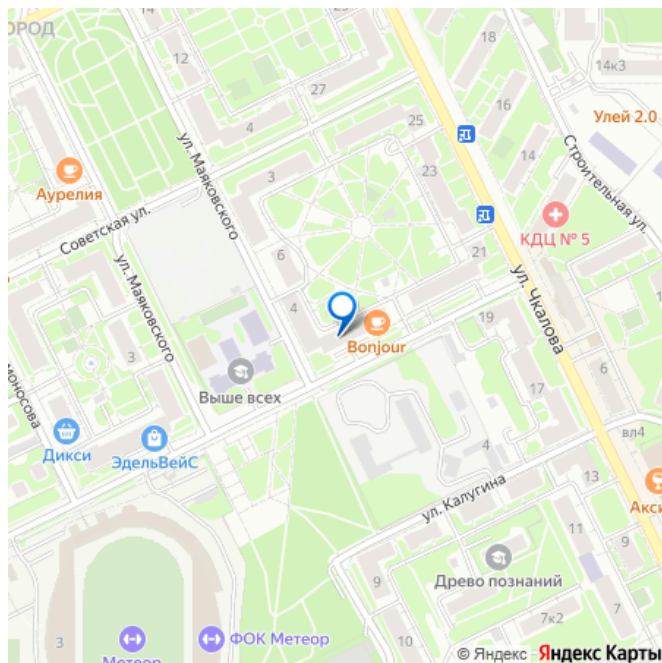 ОРОД
18
14к3
16
Улей 2.0
27
ул. Маяковского
4
25
14
Строительная ул.
23
Аурелия
3
КДЦ № 5
Советская ул.
6
21
ул. Чкалова
ул. Маяковского
4
19
Bonjour
3
6
моносова
Выше всех
17
Дикси
ЭдельВейС
4
вл4
13
ул. Калугина
Акси
11
9
9
Древо познаний
7
7к2
3
ФОК Метеор
10
Метеор
© Яндекс Яндекс Карты